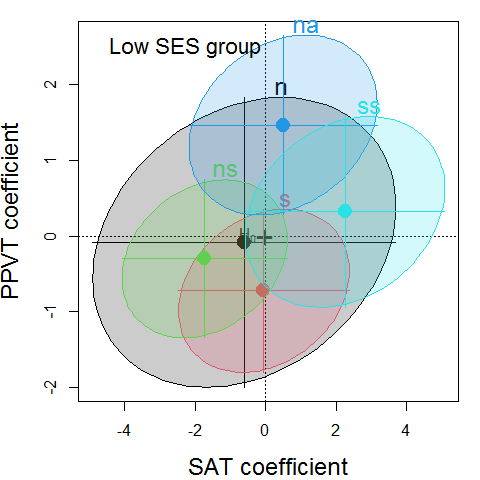 na
Low SES group
n
ss
ns
s
2
1
0
-1
-2
PPVT coefficient
-4
-2
0
2
4
SAT coefficient